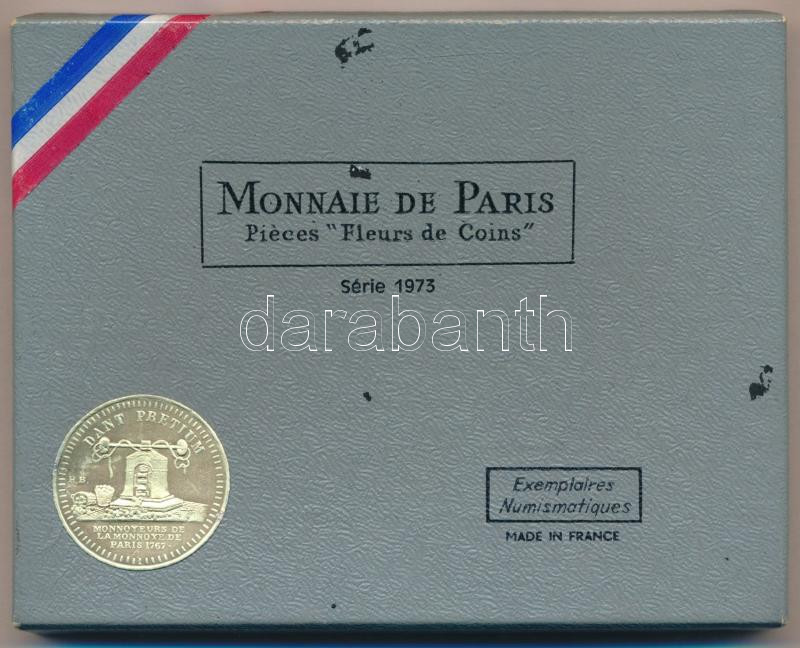 MONNAIE DE PARIS
Pièces "Fleurs de Coins"
Série 1973
darabanth
DANT PRETIUM
R.B.
MONNOYEURS DE
LA MONNOYE DE
PARIS 1767
Exemplaires
Numismatiques
MADE IN FRANCE